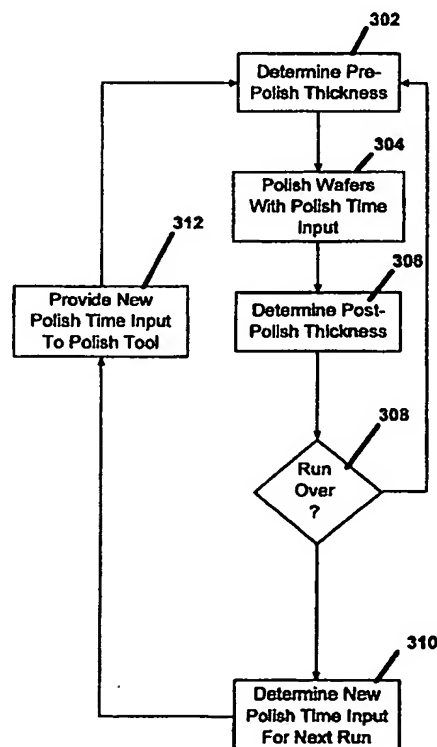 302
Determine Pre-
Polish Thickness
304
Polish Wafers
With Polish Time
Input
312
306
Provide New
Polish Time Input
To Polish Tool
Determine Post-
Polish Thickness
308
Run
Over
?
310
Determine New
Polish Time Input
For Next Run